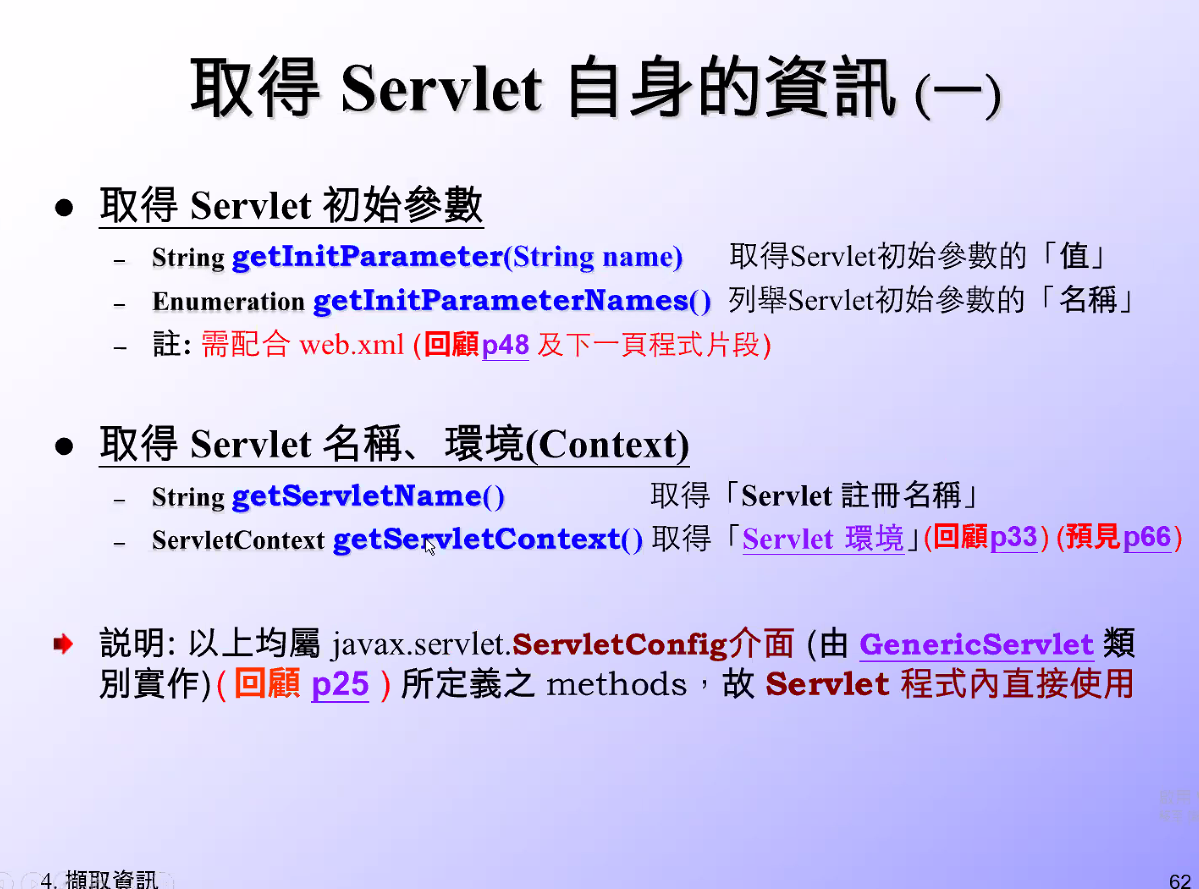 取得 Servlet 自身的資訊 (一)
● 取得 Servlet 初始參數
– String getInitParameter(String name) 取得Servlet初始參數的「值」
– Enumeration getInitParameterNames() 列舉Servlet初始參數的「名稱」
– 註: 需配合 web.xml (回顧p48 及下一頁程式片段)
● 取得 Servlet 名稱、環境(Context)
– String getServletName() 取得「Servlet 註冊名稱」
– ServletContext getServletContext() 取得「Servlet 環境」(回顧p33) (預見p66)
說明: 以上均屬 javax.servlet.ServletConfig介面 (由 GenericServlet 類
別實作)( 回顧 p25 ) 所定義之 methods，故 Servlet 程式內直接使用
4. 擷取資訊
62